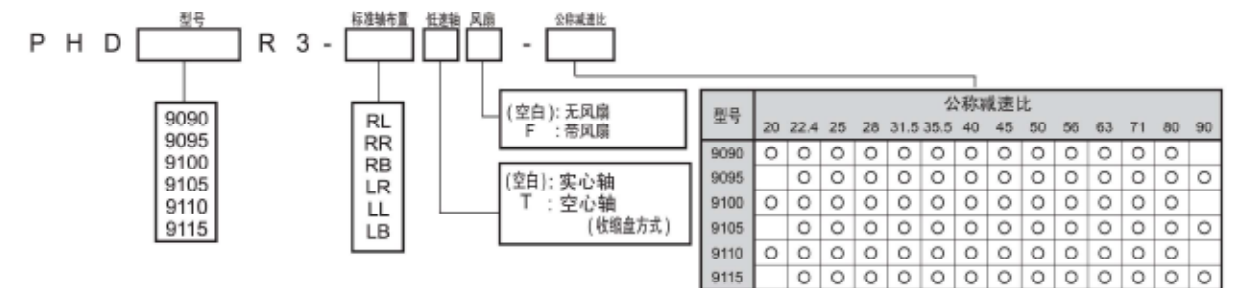 型号 标准轴布置 低速轴 风扇 公称减速比
P H D R 3 - -
9090
9095
9100
9105
9110
9115
RL
RR
RB
LR
LL
LB
(空白): 无风扇
F : 带风扇
(空白): 实心轴
T : 空心轴
(收缩盘方式)
型号 公称减速比
20 22.4 25 28 31.5 35.5 40 45 50 56 63 71 80 90
9090 ○ ○ ○ ○ ○ ○ ○ ○ ○ ○ ○ ○ ○
9095 ○ ○ ○ ○ ○ ○ ○ ○ ○ ○ ○ ○ ○
9100 ○ ○ ○ ○ ○ ○ ○ ○ ○ ○ ○ ○ ○
9105 ○ ○ ○ ○ ○ ○ ○ ○ ○ ○ ○ ○ ○
9110 ○ ○ ○ ○ ○ ○ ○ ○ ○ ○ ○ ○ ○
9115 ○ ○ ○ ○ ○ ○ ○ ○ ○ ○ ○ ○ ○